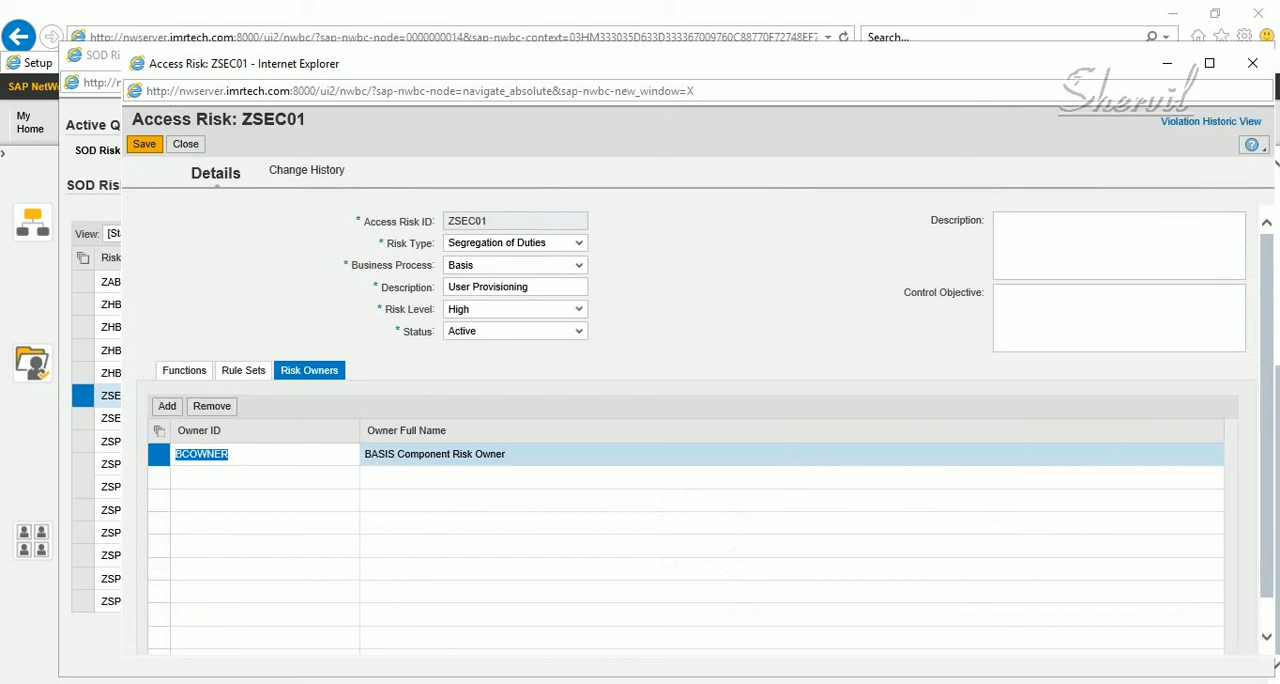 http://nwserver.imrtech.com:8000/ui2/nwbc/?sap-nwbc-node=0000000014&sap-nwbc-context=03HM333035D633D333367009760C88770F72748EF7
Search...
Setup
SOD Ris
Access Risk: ZSEC01 - Internet Explorer
SAP NetW
http://n
http://nwserver.imrtech.com:8000/ui2/nwbc/?sap-nwbc-node=navigate_absolute&sap-nwbc-new_window=X
Shervil
My Home
Active Q
Access Risk: ZSEC01
Violation Historic View
Save Close
SOD Risk
Details
Change History
SOD Ris
* Access Risk ID: ZSEC01
Description:
View: [St
* Risk Type: Segregation of Duties
Risk
* Business Process: Basis
ZAB
* Description: User Provisioning
Control Objective:
ZHB
* Risk Level: High
ZHB
* Status: Active
ZHB
ZHB
Functions Rule Sets Risk Owners
ZSE
Add Remove
ZSE
Owner ID Owner Full Name
ZSP
BCOWNER BASIS Component Risk Owner
ZSP
ZSP
ZSP
ZSP
ZSP
ZSP
ZSP